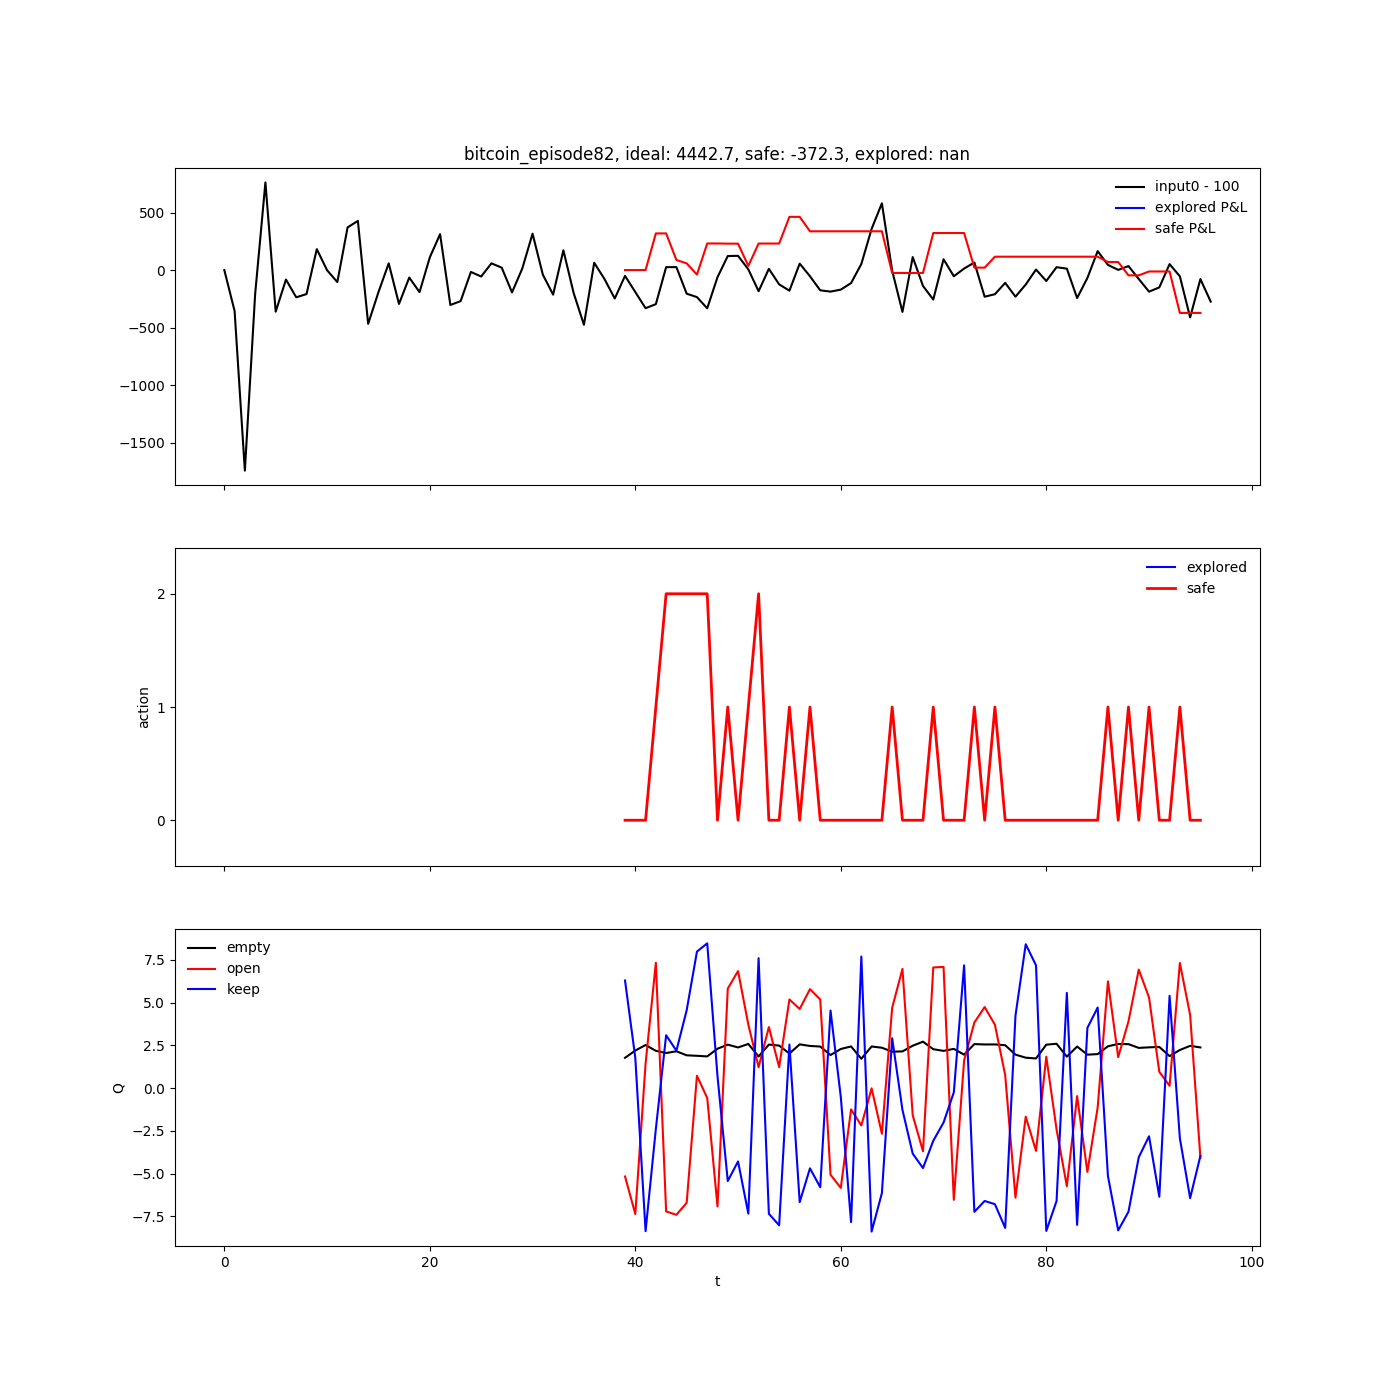 bitcoin_episode82, ideal: 4442.7, safe: -372.3, explored: nan
input0 - 100
explored P&L
safe P&L
500
0
−500
−1000
−1500
explored
safe
2
1
0
action
empty
open
keep
7.5
5.0
2.5
0.0
−2.5
−5.0
−7.5
Q
0 20 40 60 80 100
t